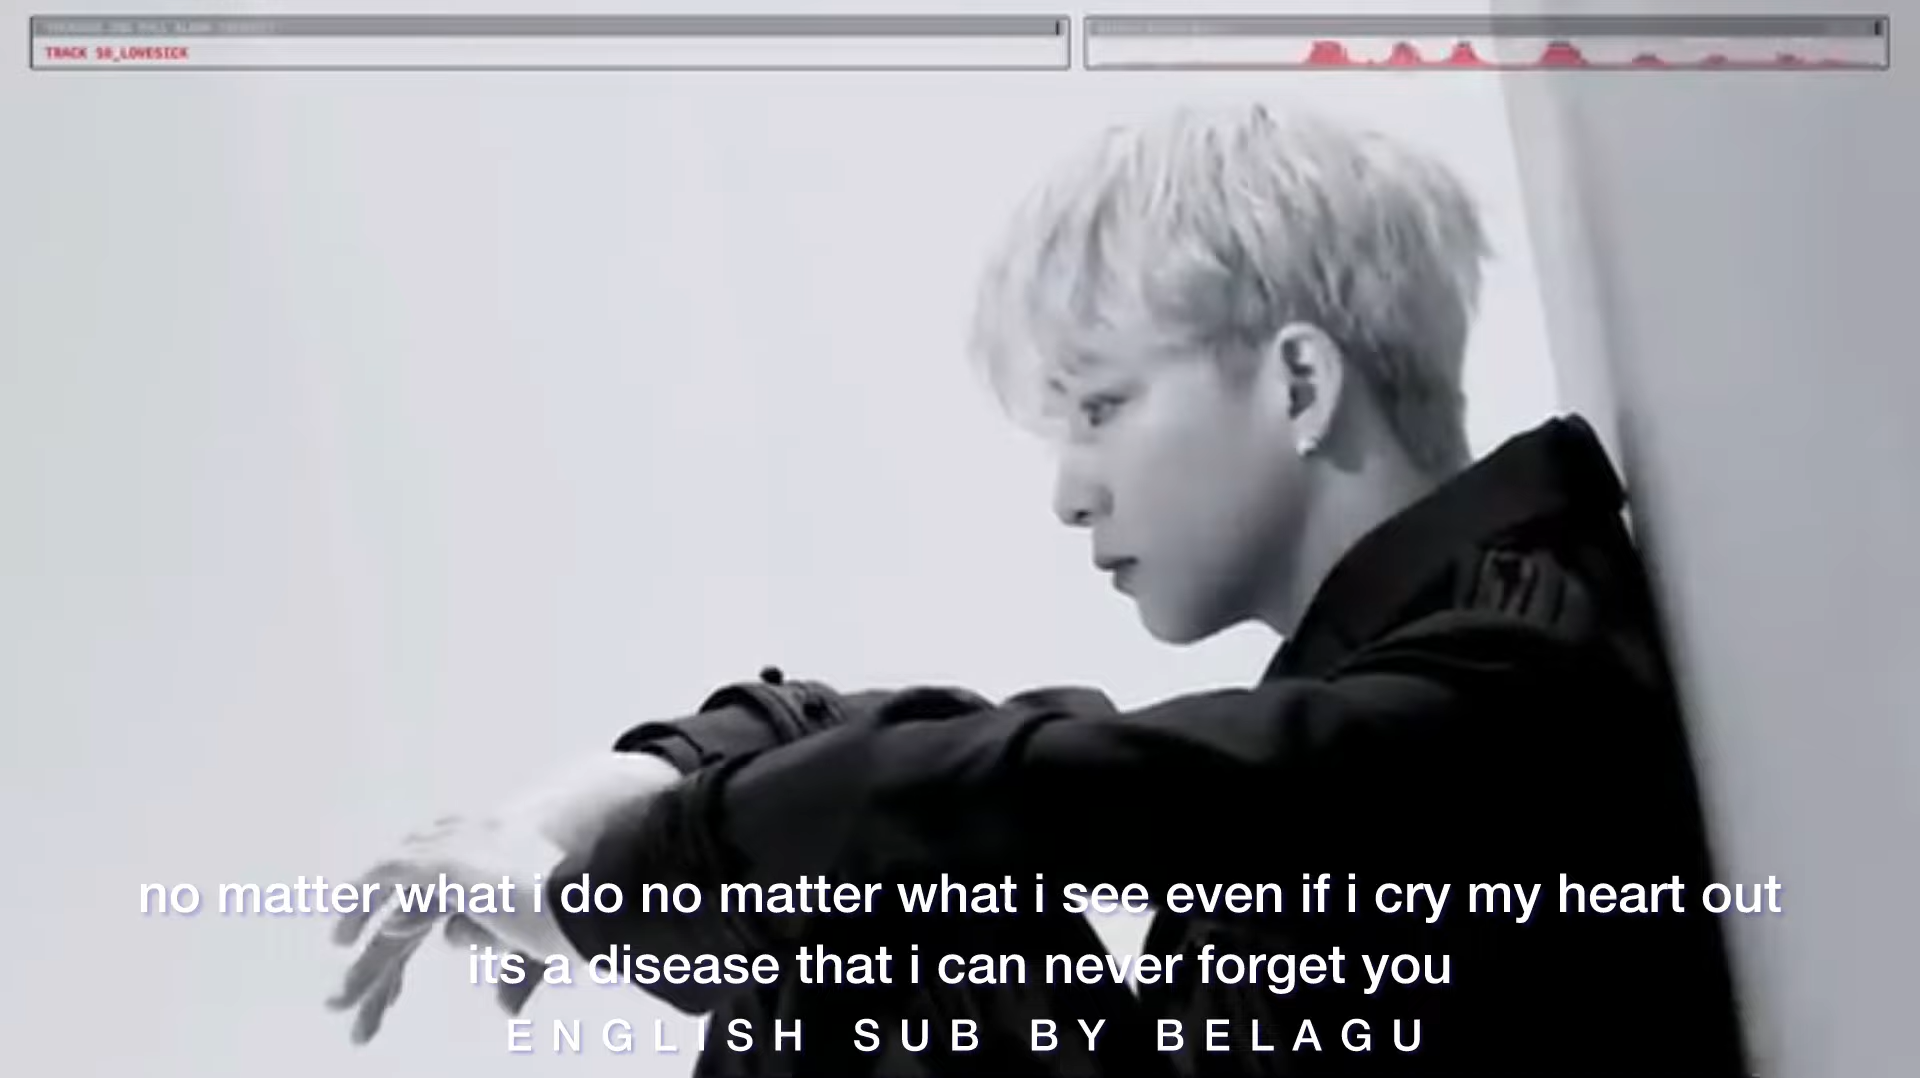 TRACK 10_LOVESICK
no matter what i do no matter what i see even if i cry my heart out
its a disease that i can never forget you
ENGLISH SUB BY BELAGU